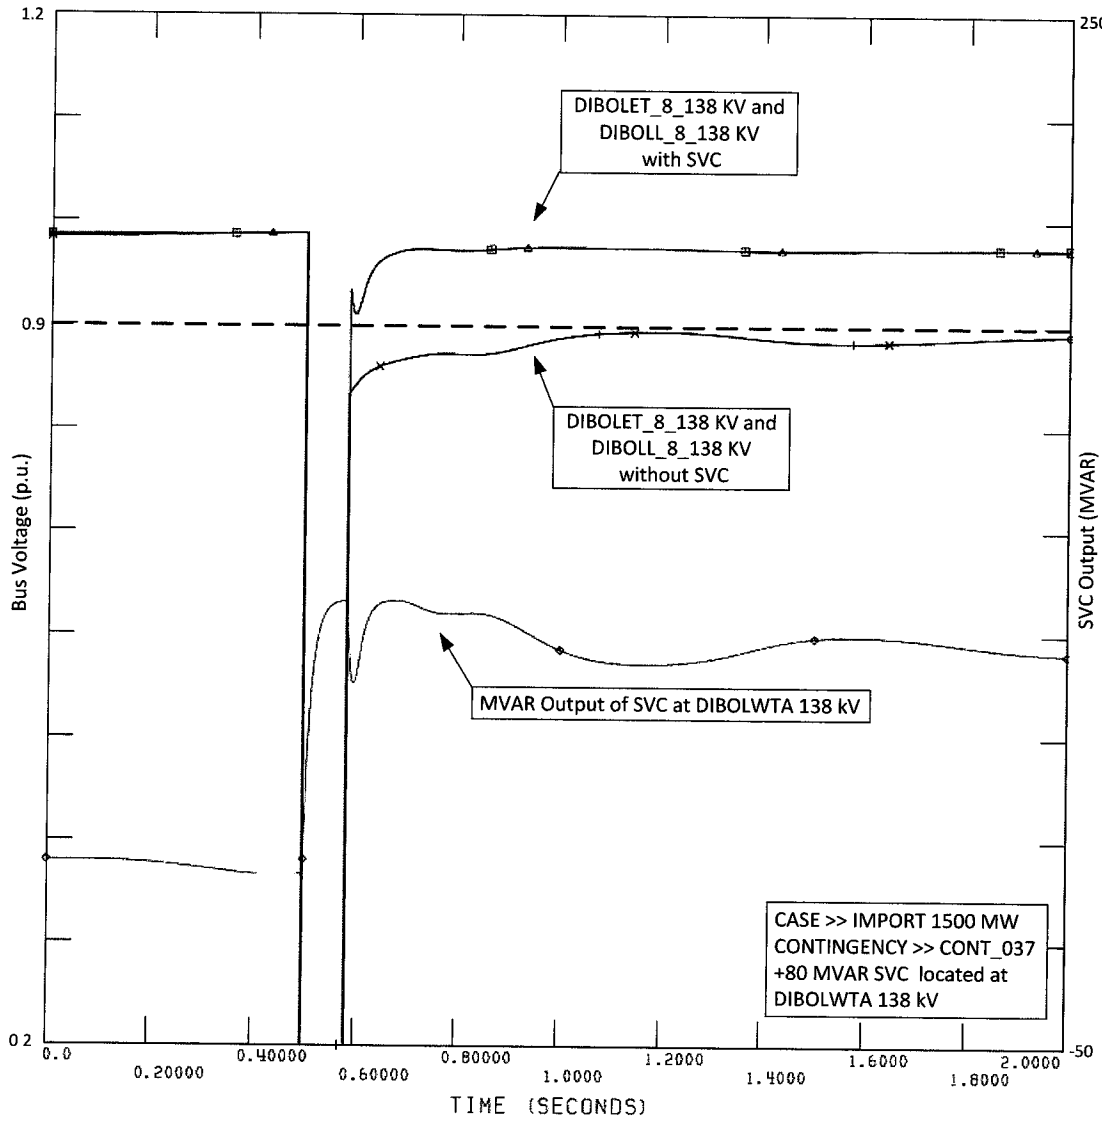 1.2
250
DIBOLET_8_138 KV and
DIBOLL_8_138 KV
with SVC
0.9
DIBOLET_8_138 KV and
DIBOLL_8_138 KV
without SVC
Bus Voltage (p.u.)
SVC Output (MVAR)
MVAR Output of SVC at DIBOLWTA 138 kV
CASE >> IMPORT 1500 MW
CONTINGENCY >> CONT_037
+80 MVAR SVC located at
DIBOLWTA 138 kV
0 2
-50
0.0
0.20000
0.40000
0.60000
0.80000
1.0000
1.2000
1.4000
1.6000
1.8000
2.0000
TIME (SECONDS)